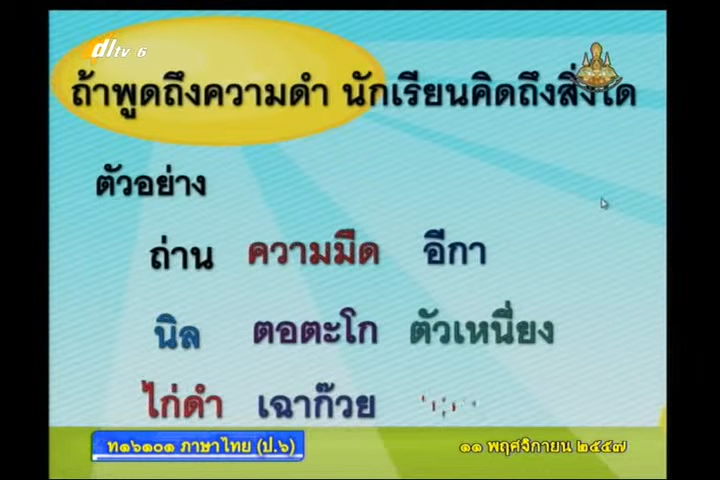 dltv 6
ถ้าพูดถึงความดำ นักเรียนคิดถึงสิ่งใด
ตัวอย่าง
ถ่าน ความมืด อีกา
นิล ตอตะโก ตัวเหนี่ยง
ไก่ดำ เฉาก๊วย
ท๑๖๑๐๑ ภาษาไทย (ป.๖) ๑๑ พฤศจิกายน ๒๕๕๗